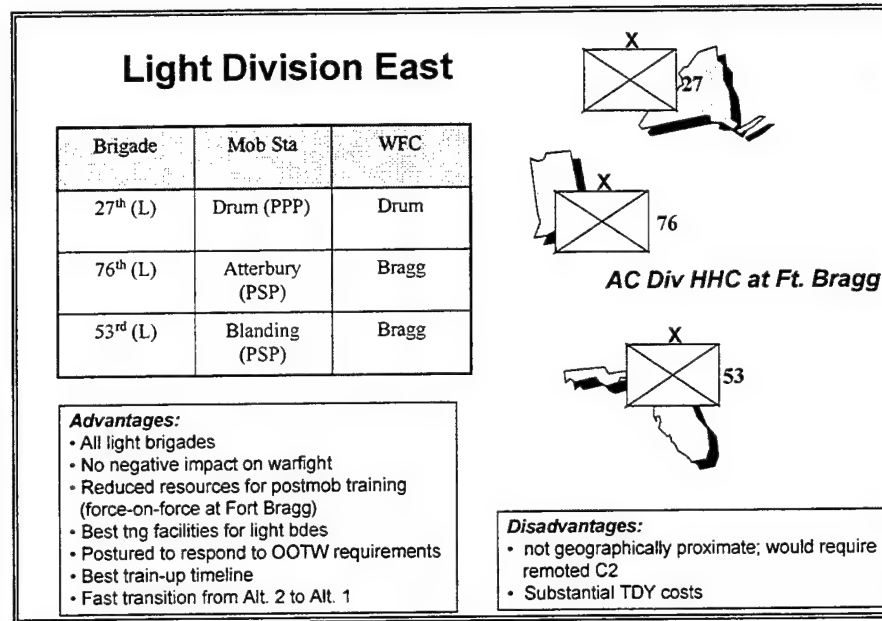 Light Division East
Brigade Mob Sta WFC
27th (L) Drum (PPP) Drum
76th (L) Atterbury (PSP) Bragg
53rd (L) Blanding (PSP) Bragg
X
27
X
76
AC Div HHC at Ft. Bragg
X
53
Advantages:
• All light brigades
• No negative impact on warfight
• Reduced resources for postmob training
(force-on-force at Fort Bragg)
• Best tng facilities for light bdes
• Postured to respond to OOTW requirements
• Best train-up timeline
• Fast transition from Alt. 2 to Alt. 1
Disadvantages:
• not geographically proximate; would require
remoted C2
• Substantial TDY costs